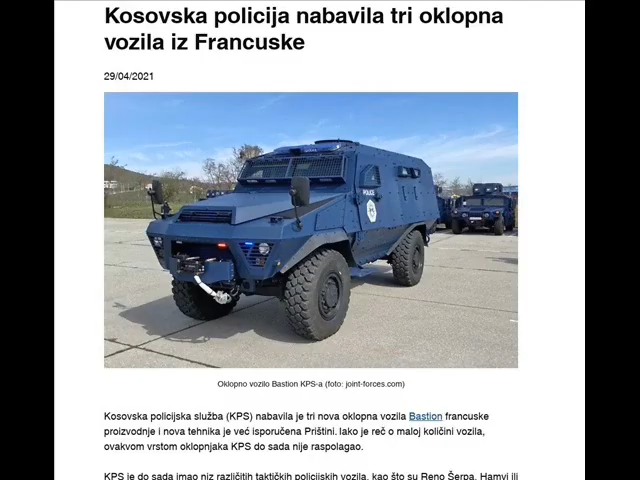 Kosovska policija nabavila tri oklopna
vozila iz Francuske
29/04/2021
POLICE
Oklopno vozilo Bastion KPS-a (foto: joint-forces.com)
Kosovska policijska služba (KPS) nabavila je tri nova oklopna vozila Bastion francuske
proizvodnje i nova tehnika je već isporučena Prištini. Iako je reč o maloj količini vozila,
ovakvom vrstom oklopnjaka KPS do sada nije raspolagao.
KPS je do sada imao niz različitih taktičkih policijskih vozila, kao što su Reno Šerpa, Hamvi ili